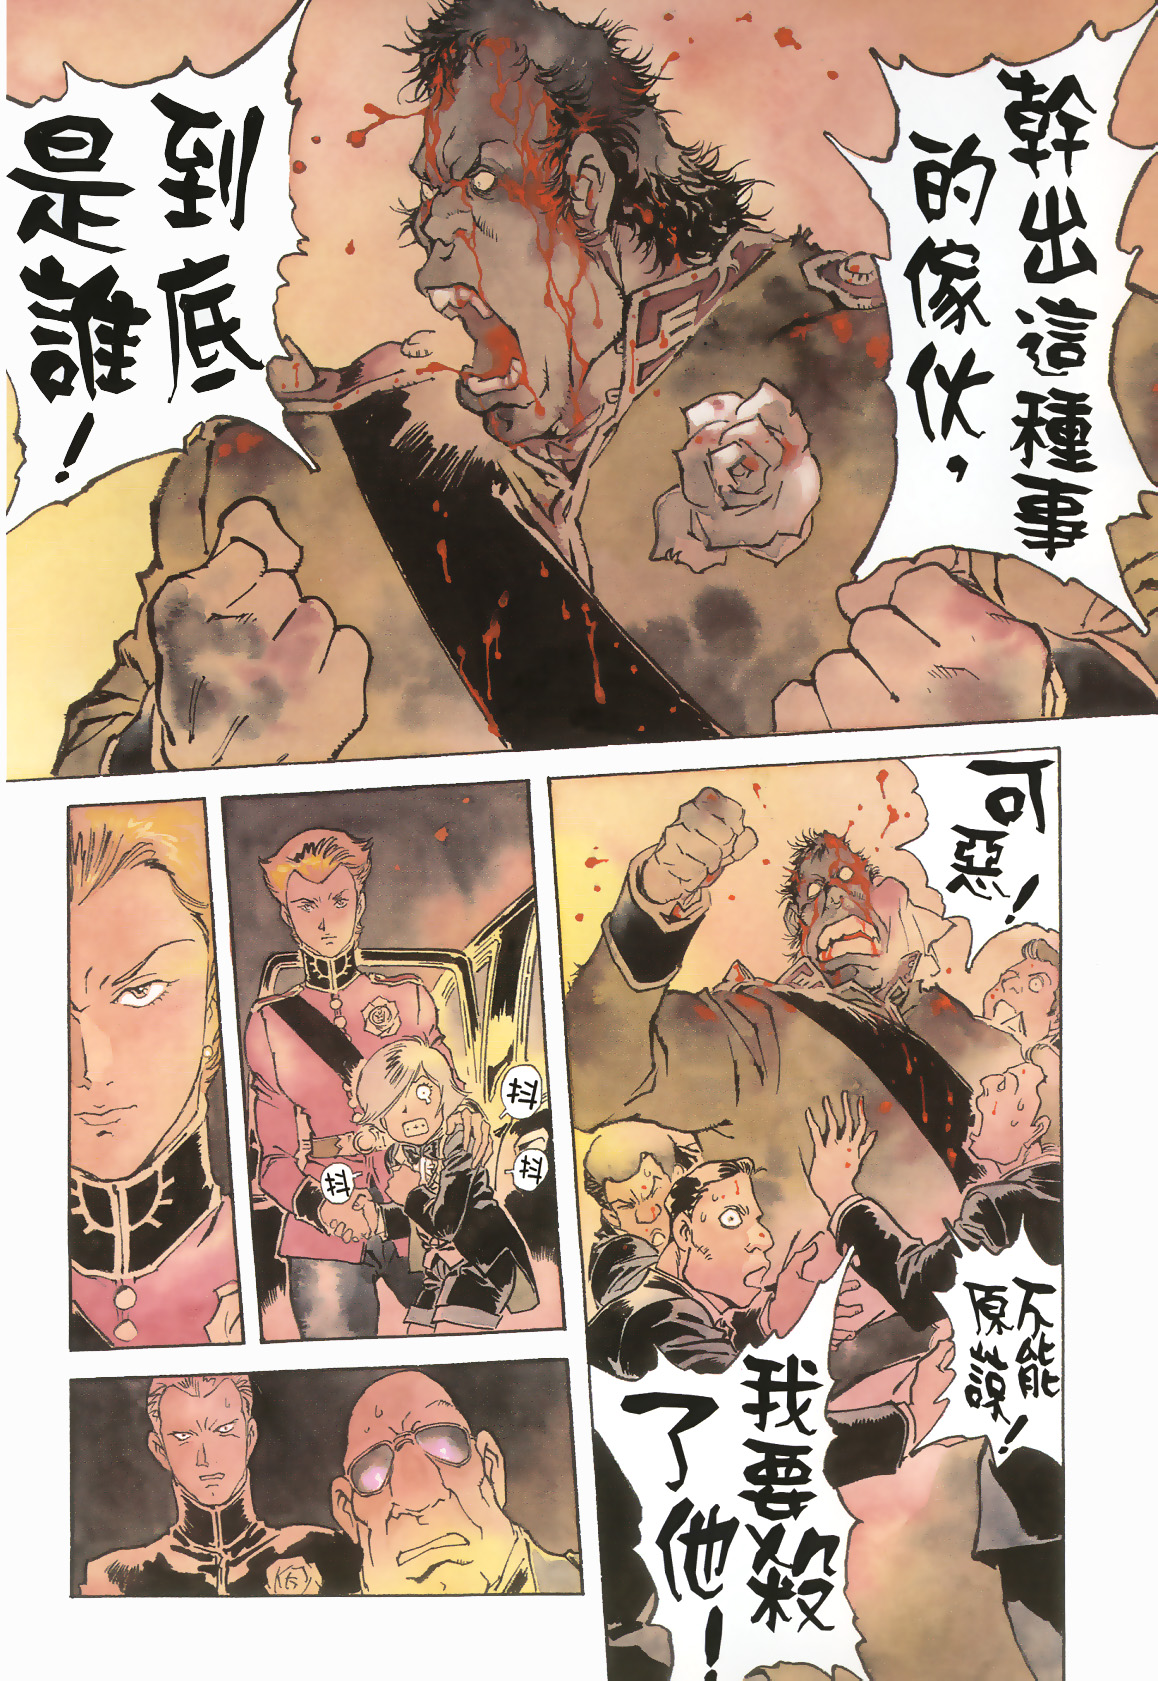 幹出這種事
的傢伙，
到底
是誰！
可
惡！
不能
原諒！
我要殺
了他！
抖
抖
抖